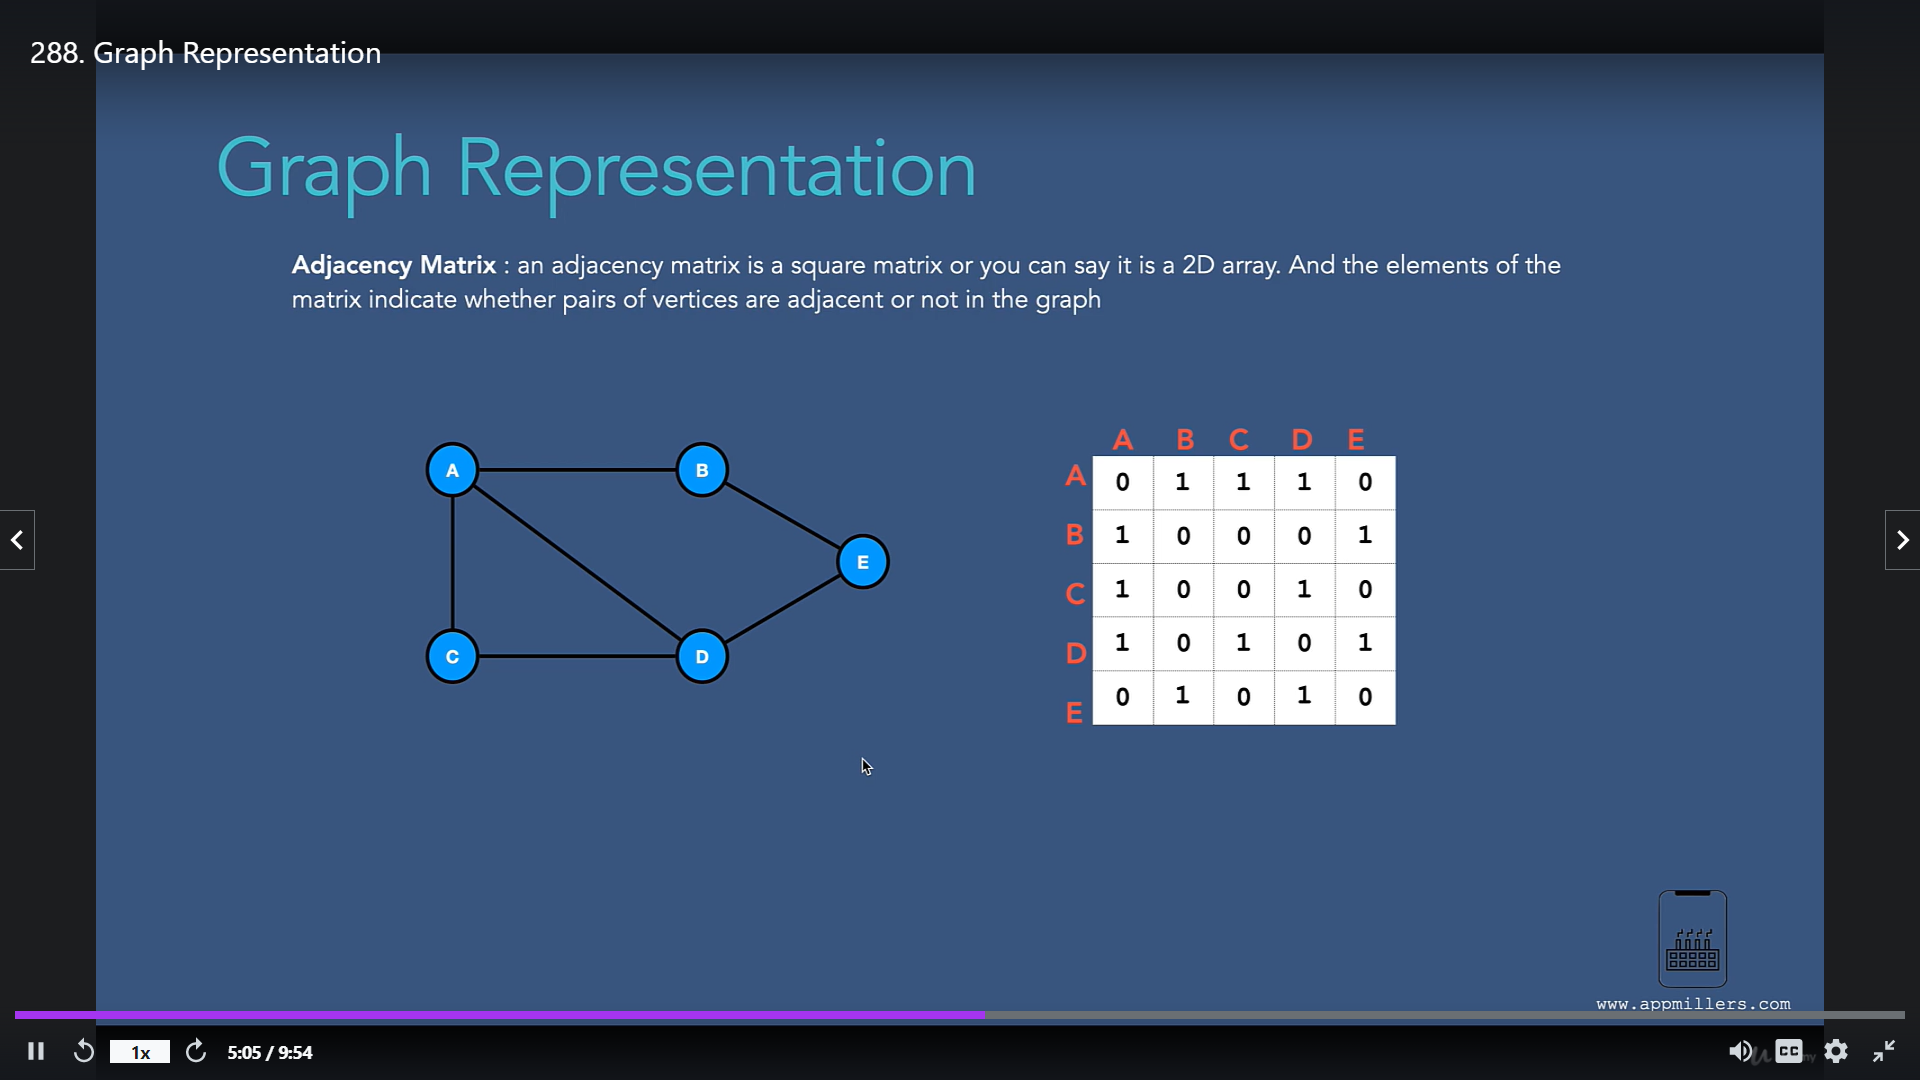 288. Graph Representation
Graph Representation
Adjacency Matrix : an adjacency matrix is a square matrix or you can say it is a 2D array. And the elements of the
matrix indicate whether pairs of vertices are adjacent or not in the graph
A B
E
C D
A B C D E
A 0 1 1 1 0
B 1 0 0 0 1
C 1 0 0 1 0
D 1 0 1 0 1
E 0 1 0 1 0
www.appmillers.com
1x 5:05 / 9:54 CC